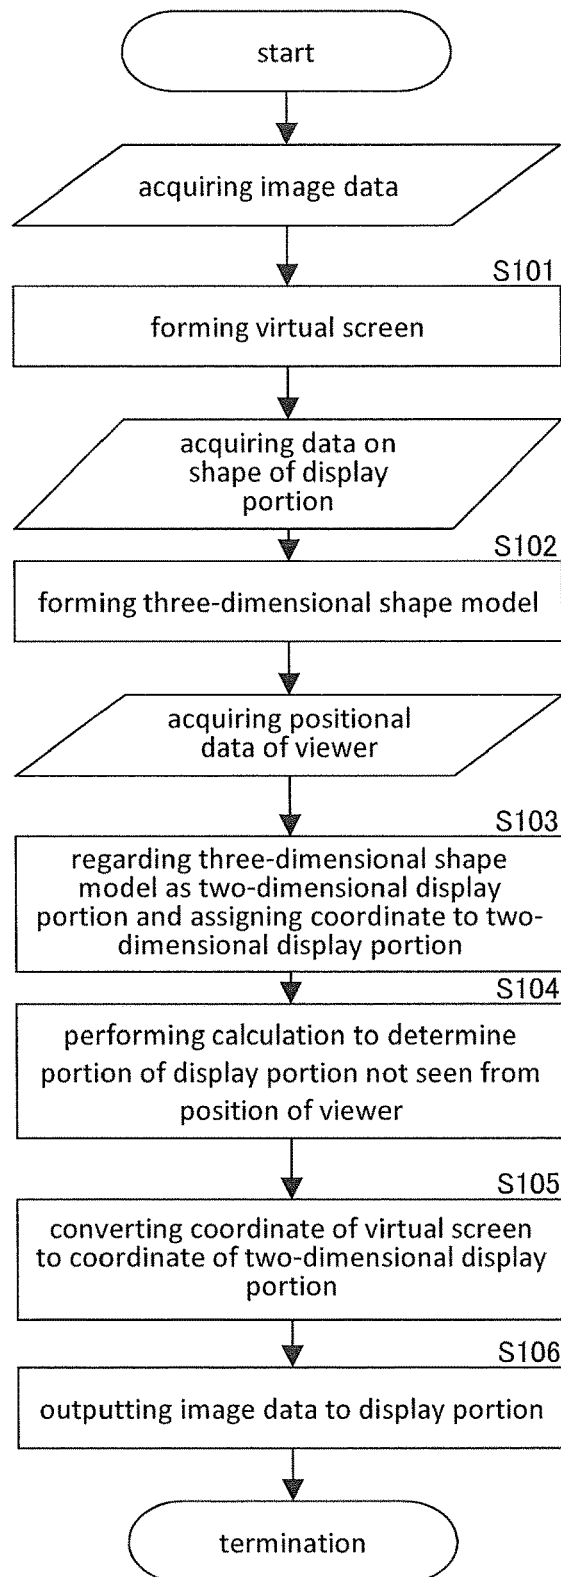 start
acquiring image data
S101
forming virtual screen
acquiring data on
shape of display
portion
S102
forming three-dimensional shape model
acquiring positional
data of viewer
S103
regarding three-dimensional shape
model as two-dimensional display
portion and assigning coordinate to two-
dimensional display portion
S104
performing calculation to determine
portion of display portion not seen from
position of viewer
S105
converting coordinate of virtual screen
to coordinate of two-dimensional display
portion
S106
outputting image data to display portion
termination